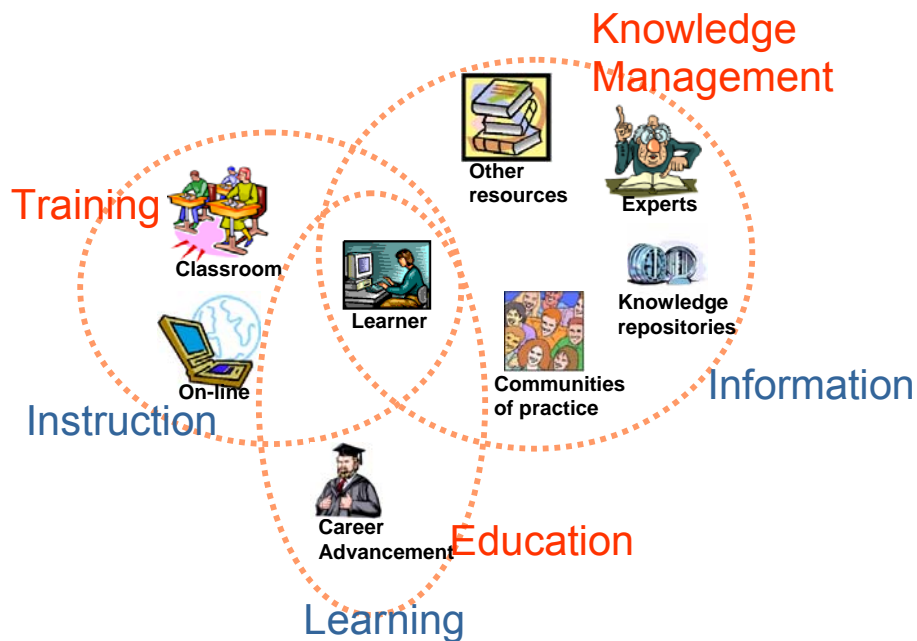 Knowledge
Management
Other
resources
Experts
Training
Classroom
Learner
Knowledge
repositories
On-line
Communities
of practice
Information
Instruction
Career
Advancement
Education
Learning